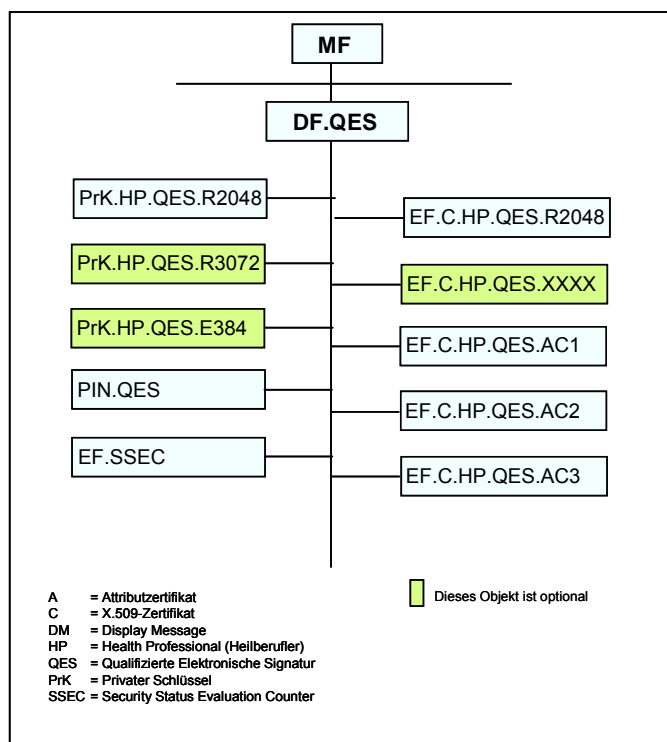 MF
DF.QES
PrK.HP.QES.R2048
EF.C.HP.QES.R2048
PrK.HP.QES.R3072
EF.C.HP.QES.XXXX
PrK.HP.QES.E384
EF.C.HP.QES.AC1
PIN.QES
EF.C.HP.QES.AC2
EF.SSEC
EF.C.HP.QES.AC3
A = Attributzertifikat
C = X.509-Zertifikat
DM = Display Message
HP = Health Professional (Heilberufler)
QES = Qualifizierte Elektronische Signatur
PrK = Privater Schlüssel
SSEC = Security Status Evaluation Counter
Dieses Objekt ist optional